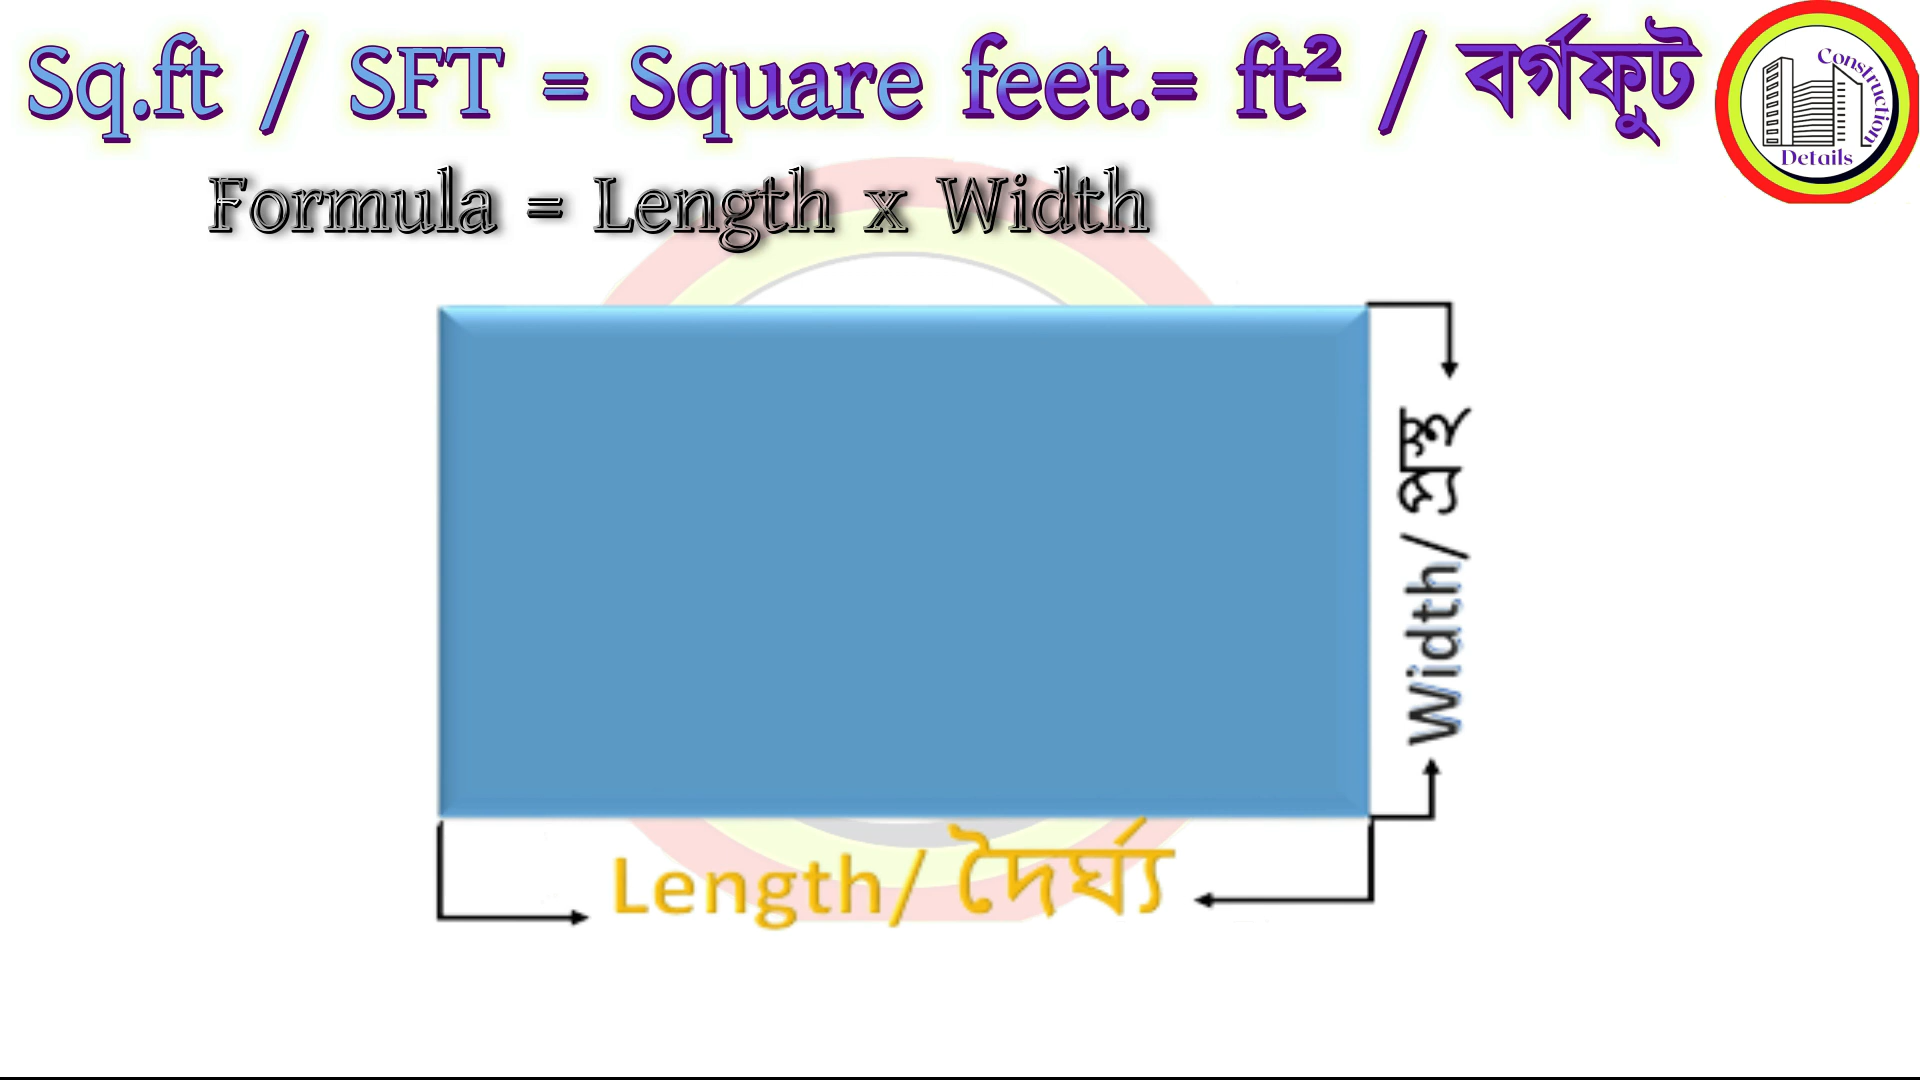 Sq.ft / SFT = Square feet.= ft² / বর্গফুট
Construction
Details
Formula = Length x Width
Width/ প্রস্থ
Length/ দৈর্ঘ্য